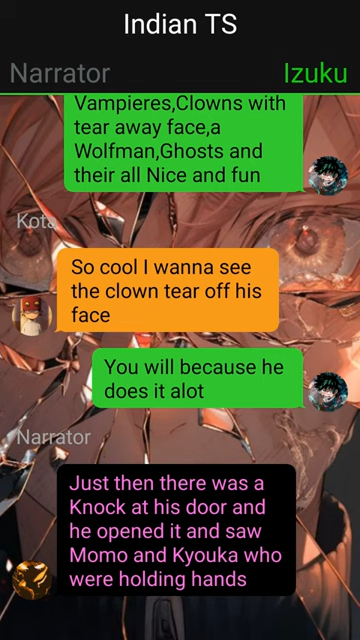 Indian TS
Narrator
Izuku
Vampieres,Clowns with
tear away face,a
Wolfman,Ghosts and
their all Nice and fun
Kota
So cool I wanna see
the clown tear off his
face
You will because he
does it alot
Narrator
Just then there was a
Knock at his door and
he opened it and saw
Momo and Kyouka who
were holding hands